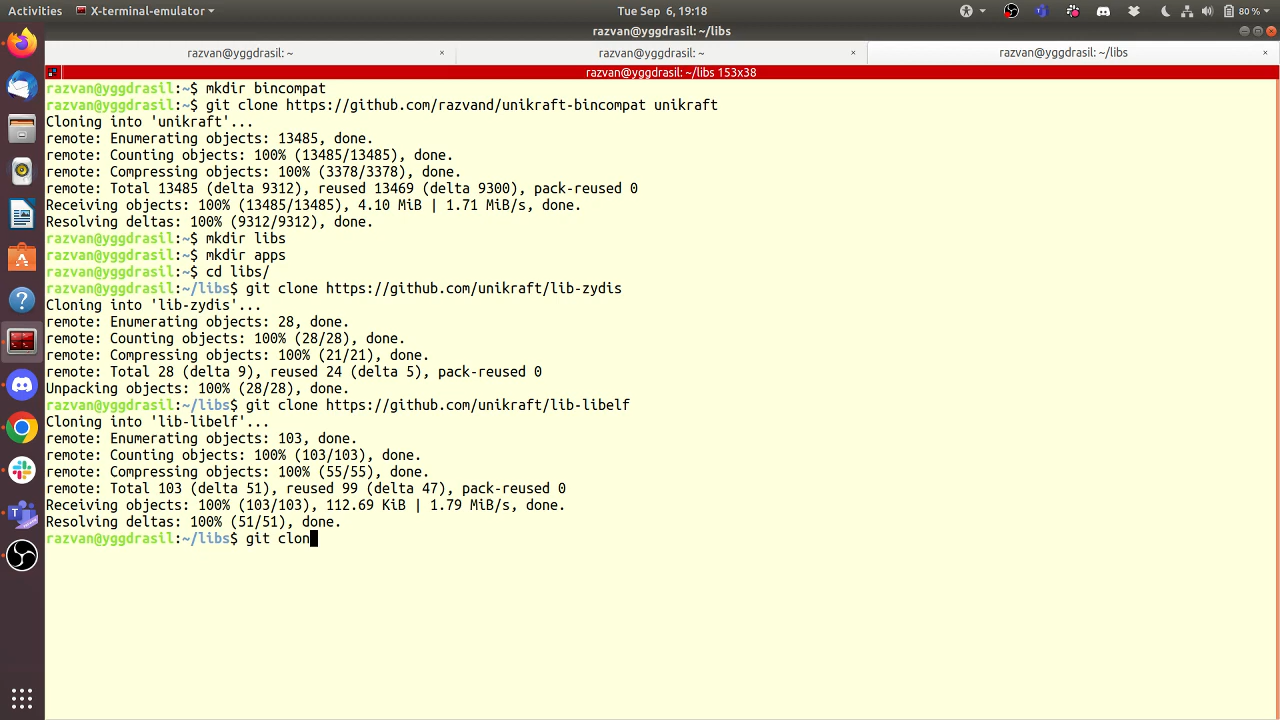 Activities X-terminal-emulator Tue Sep 6, 19:18 80 %
razvan@yggdrasil: ~/libs
razvan@yggdrasil: ~ × razvan@yggdrasil: ~ × razvan@yggdrasil: ~/libs ×
razvan@yggdrasil: ~/libs 153x38
razvan@yggdrasil:~$ mkdir bincompat
razvan@yggdrasil:~$ git clone https://github.com/razvand/unikraft-bincompat unikraft
Cloning into 'unikraft'...
remote: Enumerating objects: 13485, done.
remote: Counting objects: 100% (13485/13485), done.
remote: Compressing objects: 100% (3378/3378), done.
remote: Total 13485 (delta 9312), reused 13469 (delta 9300), pack-reused 0
Receiving objects: 100% (13485/13485), 4.10 MiB | 1.71 MiB/s, done.
Resolving deltas: 100% (9312/9312), done.
razvan@yggdrasil:~$ mkdir libs
razvan@yggdrasil:~$ mkdir apps
razvan@yggdrasil:~$ cd libs/
razvan@yggdrasil:~/libs$ git clone https://github.com/unikraft/lib-zydis
Cloning into 'lib-zydis'...
remote: Enumerating objects: 28, done.
remote: Counting objects: 100% (28/28), done.
remote: Compressing objects: 100% (21/21), done.
remote: Total 28 (delta 9), reused 24 (delta 5), pack-reused 0
Unpacking objects: 100% (28/28), done.
razvan@yggdrasil:~/libs$ git clone https://github.com/unikraft/lib-libelf
Cloning into 'lib-libelf'...
remote: Enumerating objects: 103, done.
remote: Counting objects: 100% (103/103), done.
remote: Compressing objects: 100% (55/55), done.
remote: Total 103 (delta 51), reused 99 (delta 47), pack-reused 0
Receiving objects: 100% (103/103), 112.69 KiB | 1.79 MiB/s, done.
Resolving deltas: 100% (51/51), done.
razvan@yggdrasil:~/libs$ git clon